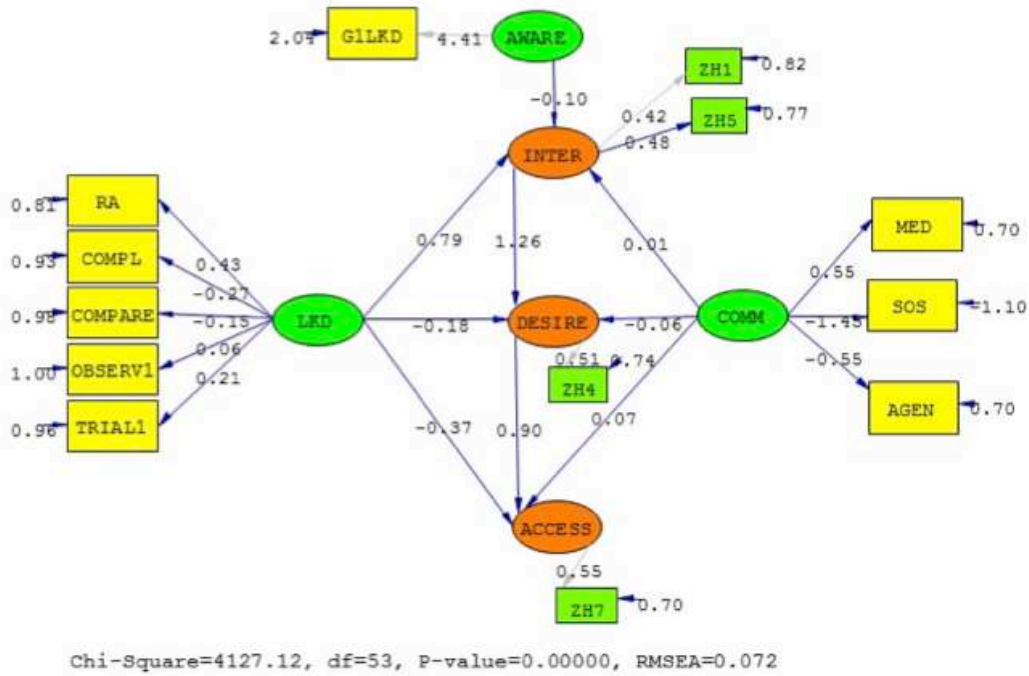 2.04
G1LKD
4.41
AWARE
ZH1
0.82
-0.10
0.42
ZH5
0.77
0.48
INTER
0.81
RA
0.79
1.26
0.01
MED
0.70
0.93
COMPL
0.43
0.55
-0.27
0.98
COMPARE
-0.15
LKD
-0.18
DESIRE
-0.06
COMM
-1.45
SOS
-1.10
1.00
OBSERV1
0.06
0.51
0.74
-0.55
0.21
ZH4
0.96
TRIAL1
-0.37
0.90
0.07
AGEN
0.70
ACCESS
0.55
ZH7
0.70
Chi-Square=4127.12, df=53, P-value=0.00000, RMSEA=0.072